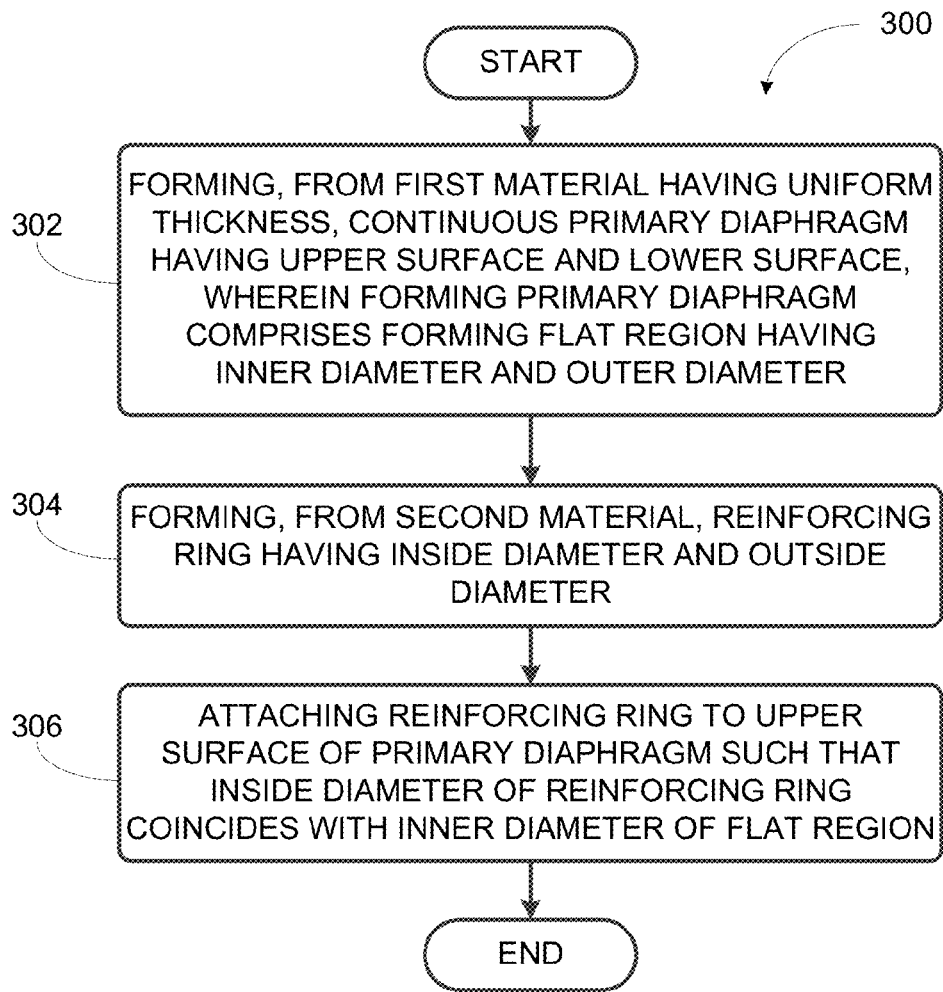 300
START
302
FORMING, FROM FIRST MATERIAL HAVING UNIFORM
THICKNESS, CONTINUOUS PRIMARY DIAPHRAGM
HAVING UPPER SURFACE AND LOWER SURFACE,
WHEREIN FORMING PRIMARY DIAPHRAGM
COMPRISES FORMING FLAT REGION HAVING
INNER DIAMETER AND OUTER DIAMETER
304
FORMING, FROM SECOND MATERIAL, REINFORCING
RING HAVING INSIDE DIAMETER AND OUTSIDE
DIAMETER
306
ATTACHING REINFORCING RING TO UPPER
SURFACE OF PRIMARY DIAPHRAGM SUCH THAT
INSIDE DIAMETER OF REINFORCING RING
COINCIDES WITH INNER DIAMETER OF FLAT REGION
END